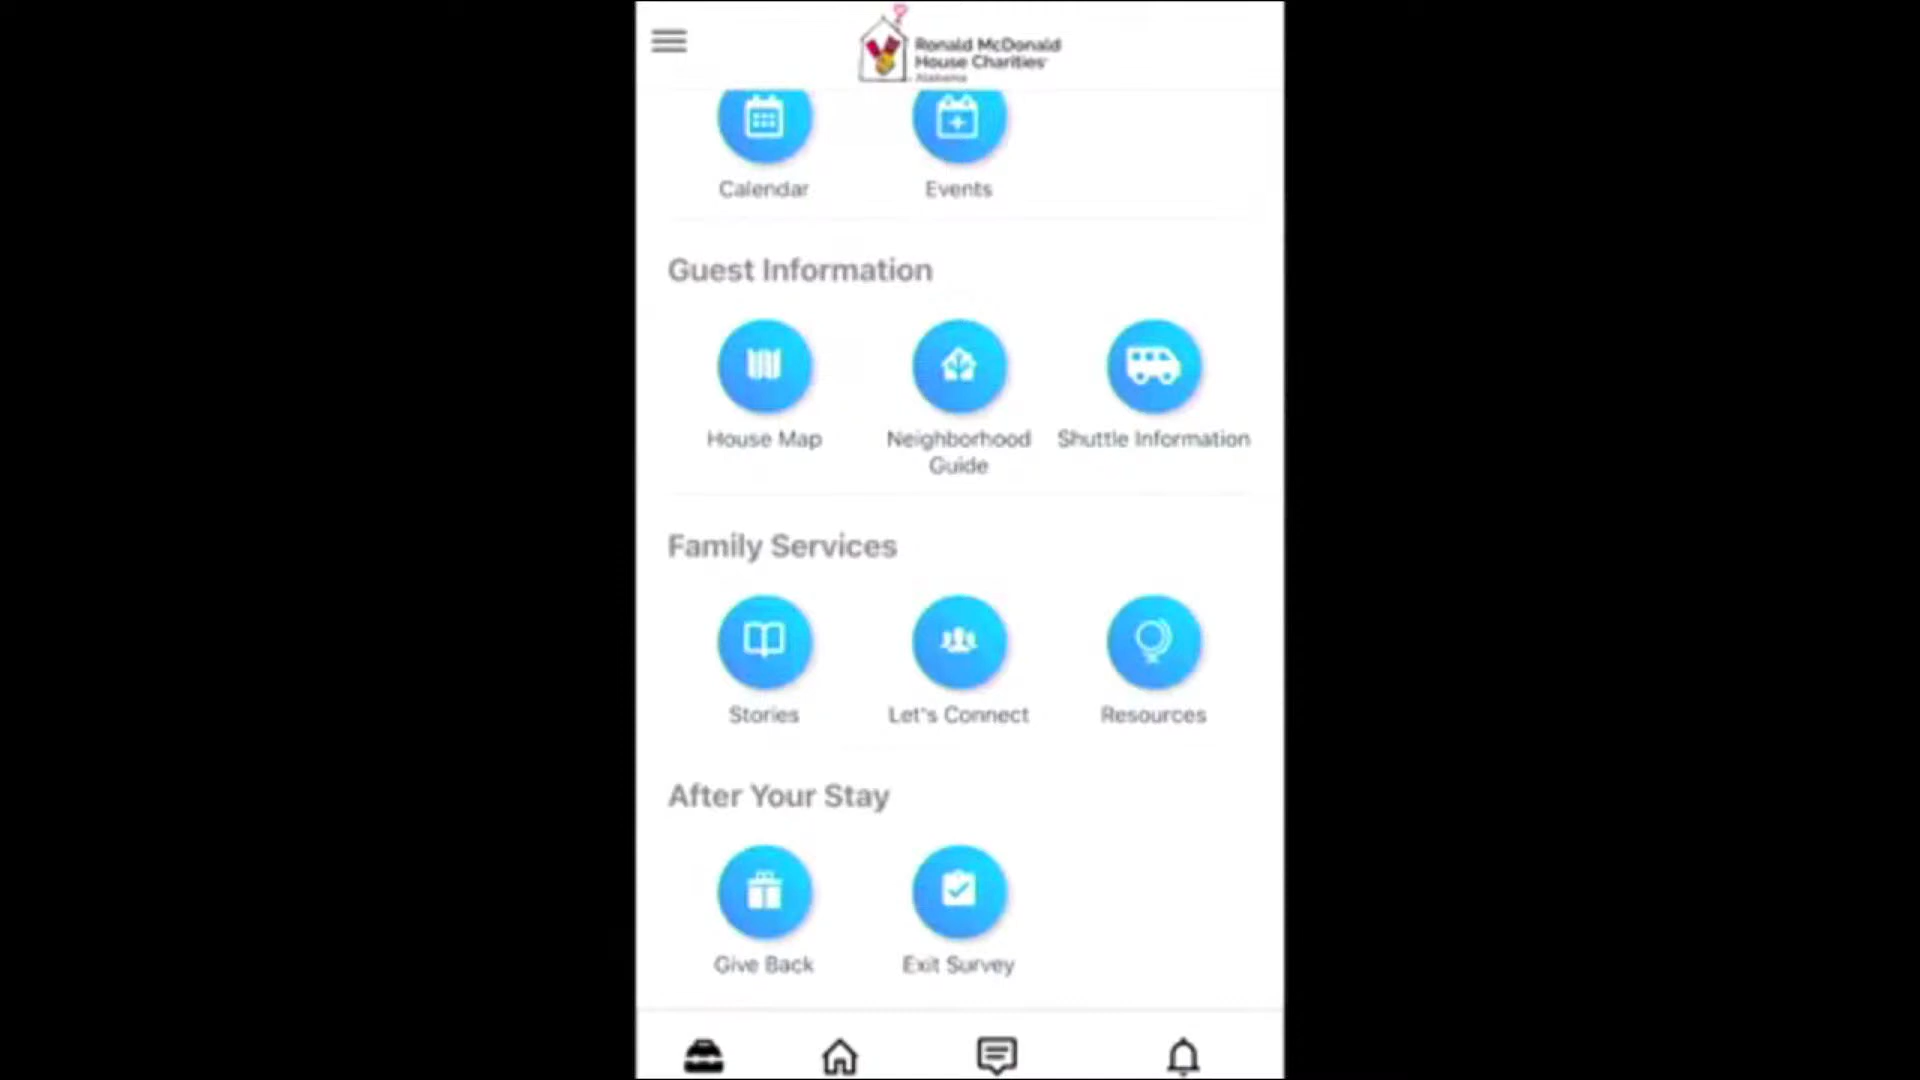 Ronald McDonald
House Charities
Alabama
Calendar
Events
Guest Information
House Map
Neighborhood
Guide
Shuttle Information
Family Services
Stories
Let's Connect
Resources
After Your Stay
Give Back
Exit Survey